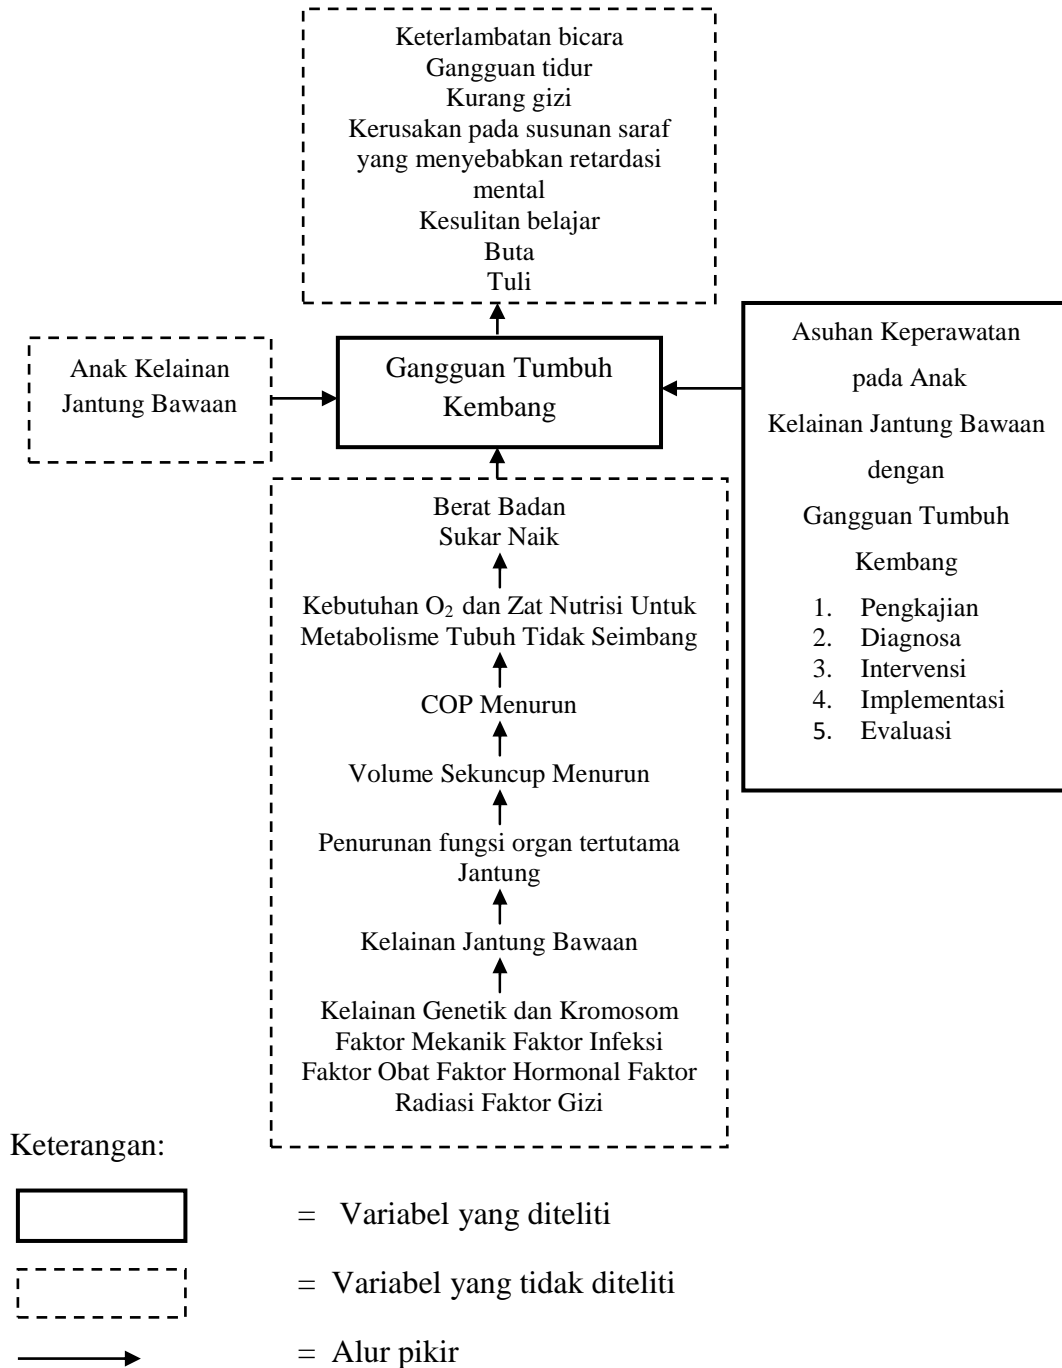 Keterlambatan bicara
Gangguan tidur
Kurang gizi
Kerusakan pada susunan saraf
yang menyebabkan retardasi
mental
Kesulitan belajar
Buta
Tuli
Anak Kelainan
Jantung Bawaan
Gangguan Tumbuh
Kembang
Asuhan Keperawatan
pada Anak
Kelainan Jantung Bawaan
dengan
Gangguan Tumbuh
Kembang
1. Pengkajian
2. Diagnosa
3. Intervensi
4. Implementasi
5. Evaluasi
Berat Badan
Sukar Naik
Kebutuhan O₂ dan Zat Nutrisi Untuk
Metabolisme Tubuh Tidak Seimbang
COP Menurun
Volume Sekuncup Menurun
Penurunan fungsi organ tertutama
Jantung
Kelainan Jantung Bawaan
Kelainan Genetik dan Kromosom
Faktor Mekanik Faktor Infeksi
Faktor Obat Faktor Hormonal Faktor
Radiasi Faktor Gizi
Keterangan:
= Variabel yang diteliti
= Variabel yang tidak diteliti
= Alur pikir